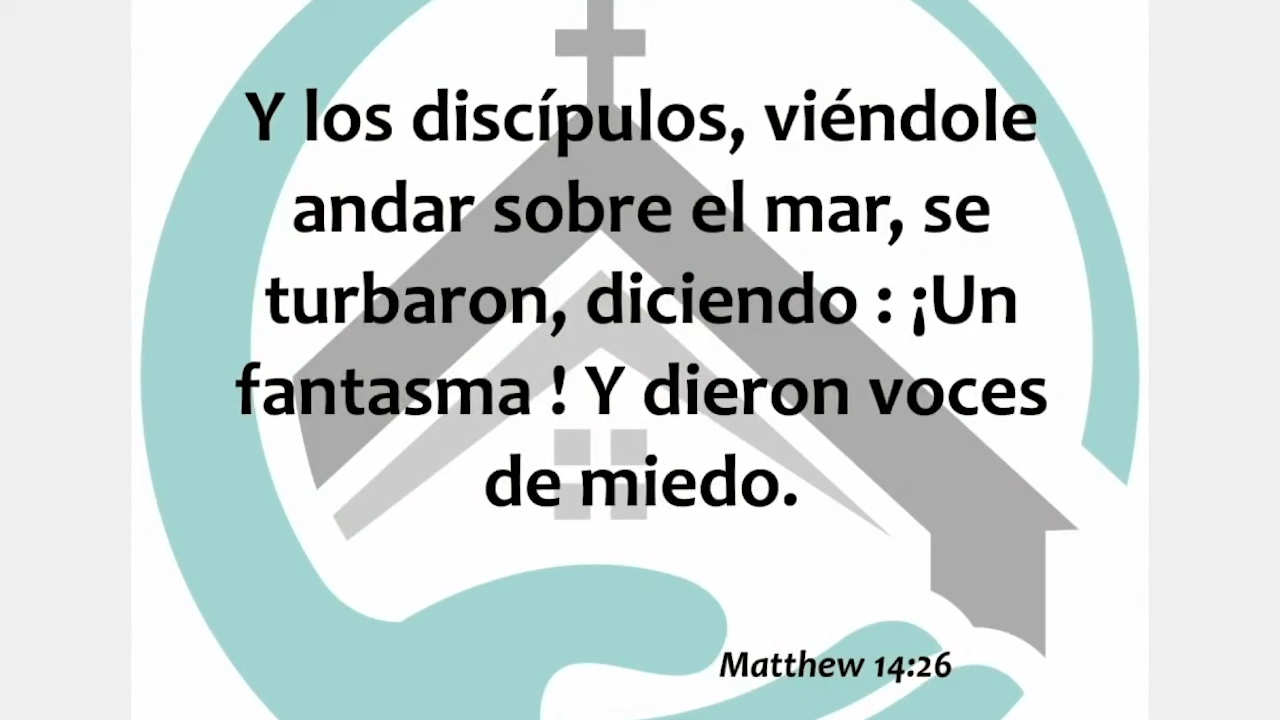 Y los discípulos, viéndole
andar sobre el mar, se
turbaron, diciendo : ¡Un
fantasma ! Y dieron voces
de miedo.
Matthew 14:26